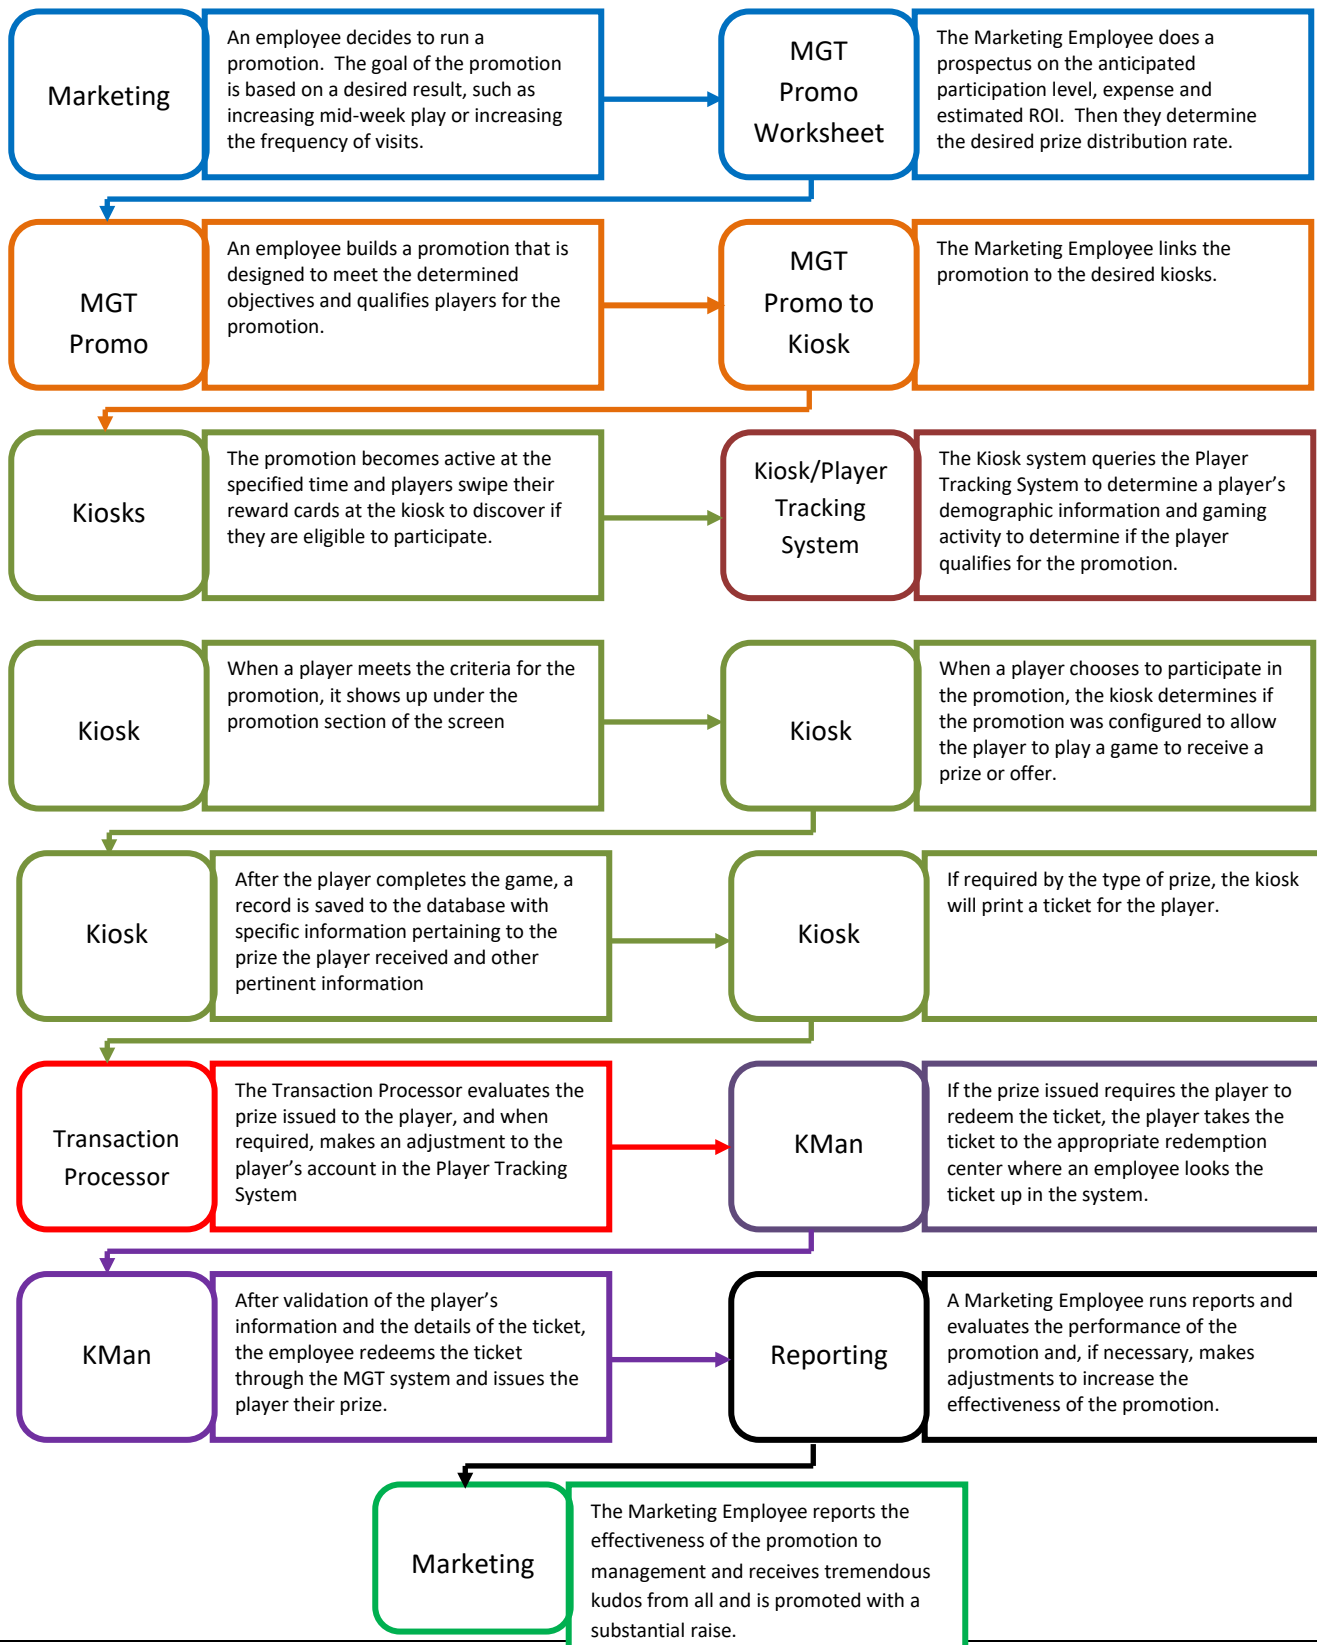 Marketing
An employee decides to run a
promotion.  The goal of the promotion
is based on a desired result, such as
increasing mid-week play or increasing
the frequency of visits.
MGT
Promo
Worksheet
The Marketing Employee does a
prospectus on the anticipated
participation level, expense and
estimated ROI.  Then they determine
the desired prize distribution rate.
MGT
Promo
An employee builds a promotion that is
designed to meet the determined
objectives and qualifies players for the
promotion.
MGT
Promo to
Kiosk
The Marketing Employee links the
promotion to the desired kiosks.
Kiosks
The promotion becomes active at the
specified time and players swipe their
reward cards at the kiosk to discover if
they are eligible to participate.
Kiosk/Player
Tracking
System
The Kiosk system queries the Player
Tracking System to determine a player’s
demographic information and gaming
activity to determine if the player
qualifies for the promotion.
Kiosk
When a player meets the criteria for the
promotion, it shows up under the
promotion section of the screen
Kiosk
When a player chooses to participate in
the promotion, the kiosk determines if
the promotion was configured to allow
the player to play a game to receive a
prize or offer.
Kiosk
After the player completes the game, a
record is saved to the database with
specific information pertaining to the
prize the player received and other
pertinent information
Kiosk
If required by the type of prize, the kiosk
will print a ticket for the player.
Transaction
Processor
The Transaction Processor evaluates the
prize issued to the player, and when
required, makes an adjustment to the
player’s account in the Player Tracking
System
KMan
If the prize issued requires the player to
redeem the ticket, the player takes the
ticket to the appropriate redemption
center where an employee looks the
ticket up in the system.
KMan
After validation of the player’s
information and the details of the ticket,
the employee redeems the ticket
through the MGT system and issues the
player their prize.
Reporting
A Marketing Employee runs reports and
evaluates the performance of the
promotion and, if necessary, makes
adjustments to increase the
effectiveness of the promotion.
Marketing
The Marketing Employee reports the
effectiveness of the promotion to
management and receives tremendous
kudos from all and is promoted with a
substantial raise.